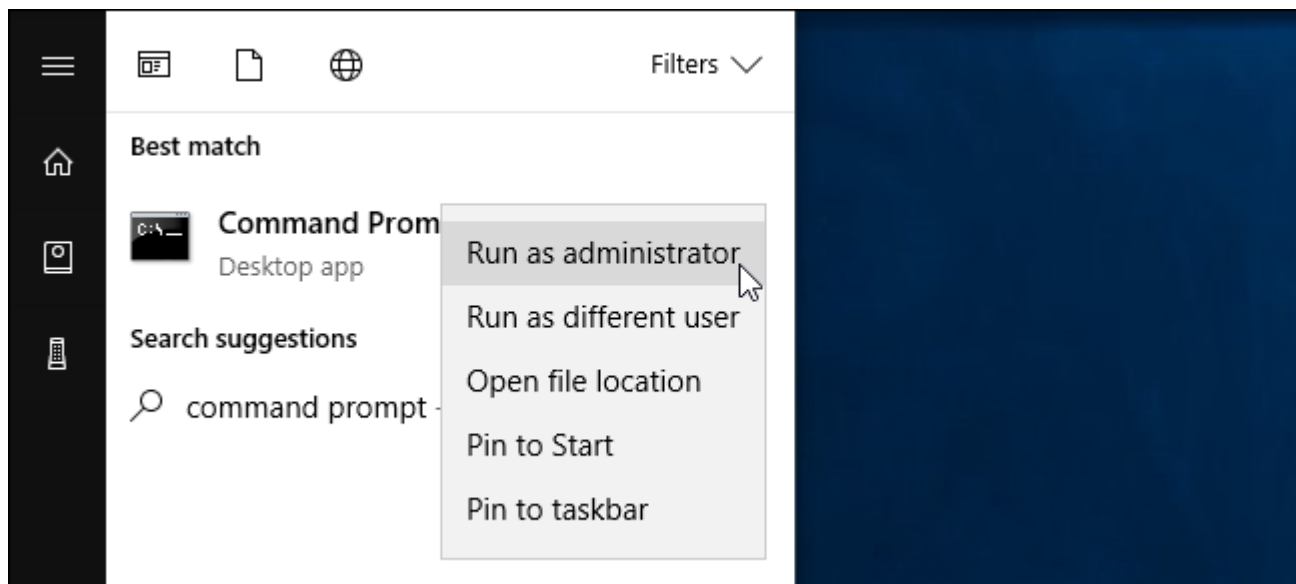 Filters
Best match
C:\_
Command Prom
Desktop app
Run as administrator
Run as different user
Search suggestions
Open file location
command prompt -
Pin to Start
Pin to taskbar